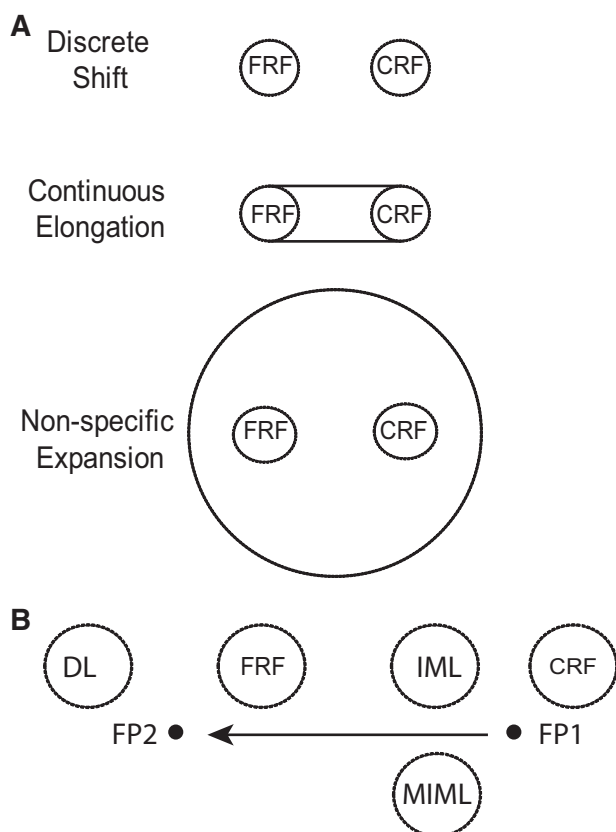 A
Discrete
Shift
FRF CRF
Continuous
Elongation
FRF CRF
Non-specific
Expansion
FRF CRF
B
DL FRF IML CRF
FP2 FP1
MIML